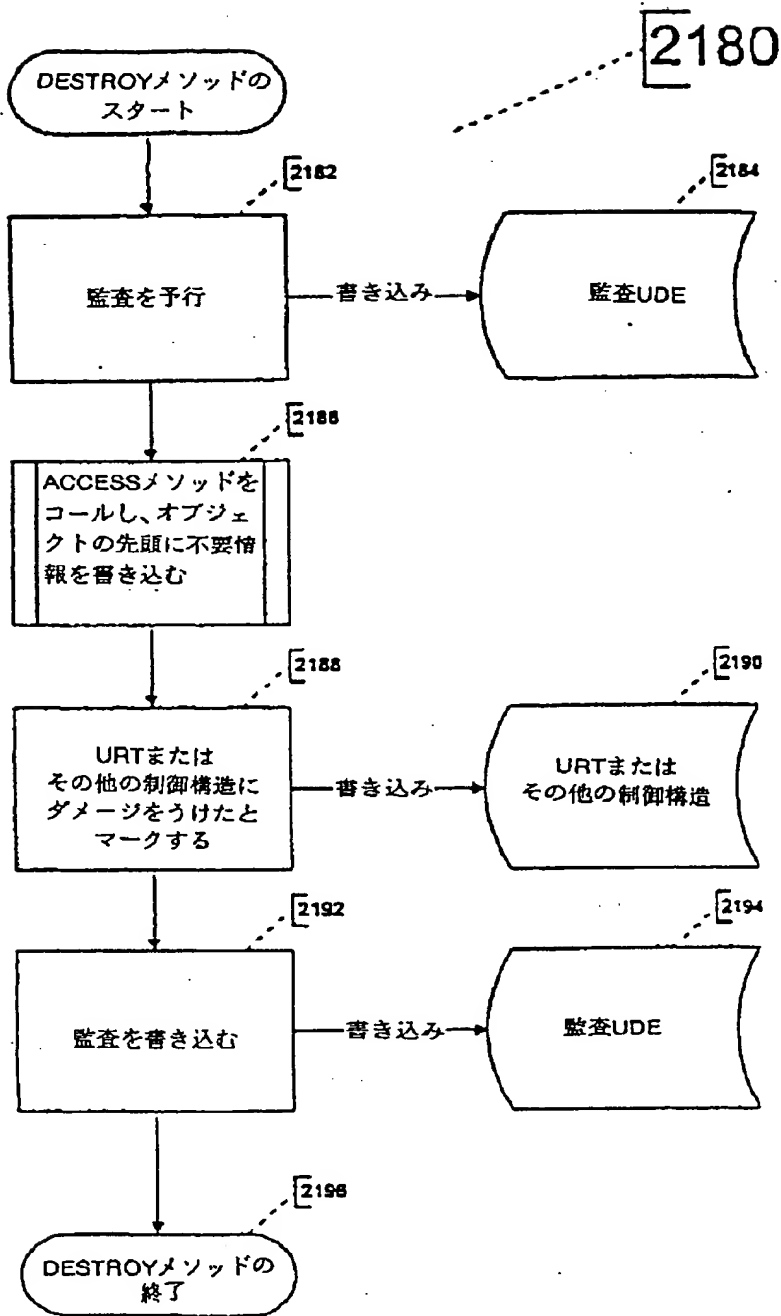 2180
DESTROYメソッドの
スタート
2182
2184
監査を予行
書き込み
監査UDE
2186
ACCESSメソッドを
コールし、オブジェ
クトの先頭に不要情
報を書き込む
2188
2190
URTまたは
その他の制御構造に
ダメージをうけたと
マークする
書き込み
URTまたは
その他の制御構造
2192
2194
監査を書き込む
書き込み
監査UDE
2196
DESTROYメソッドの
終了